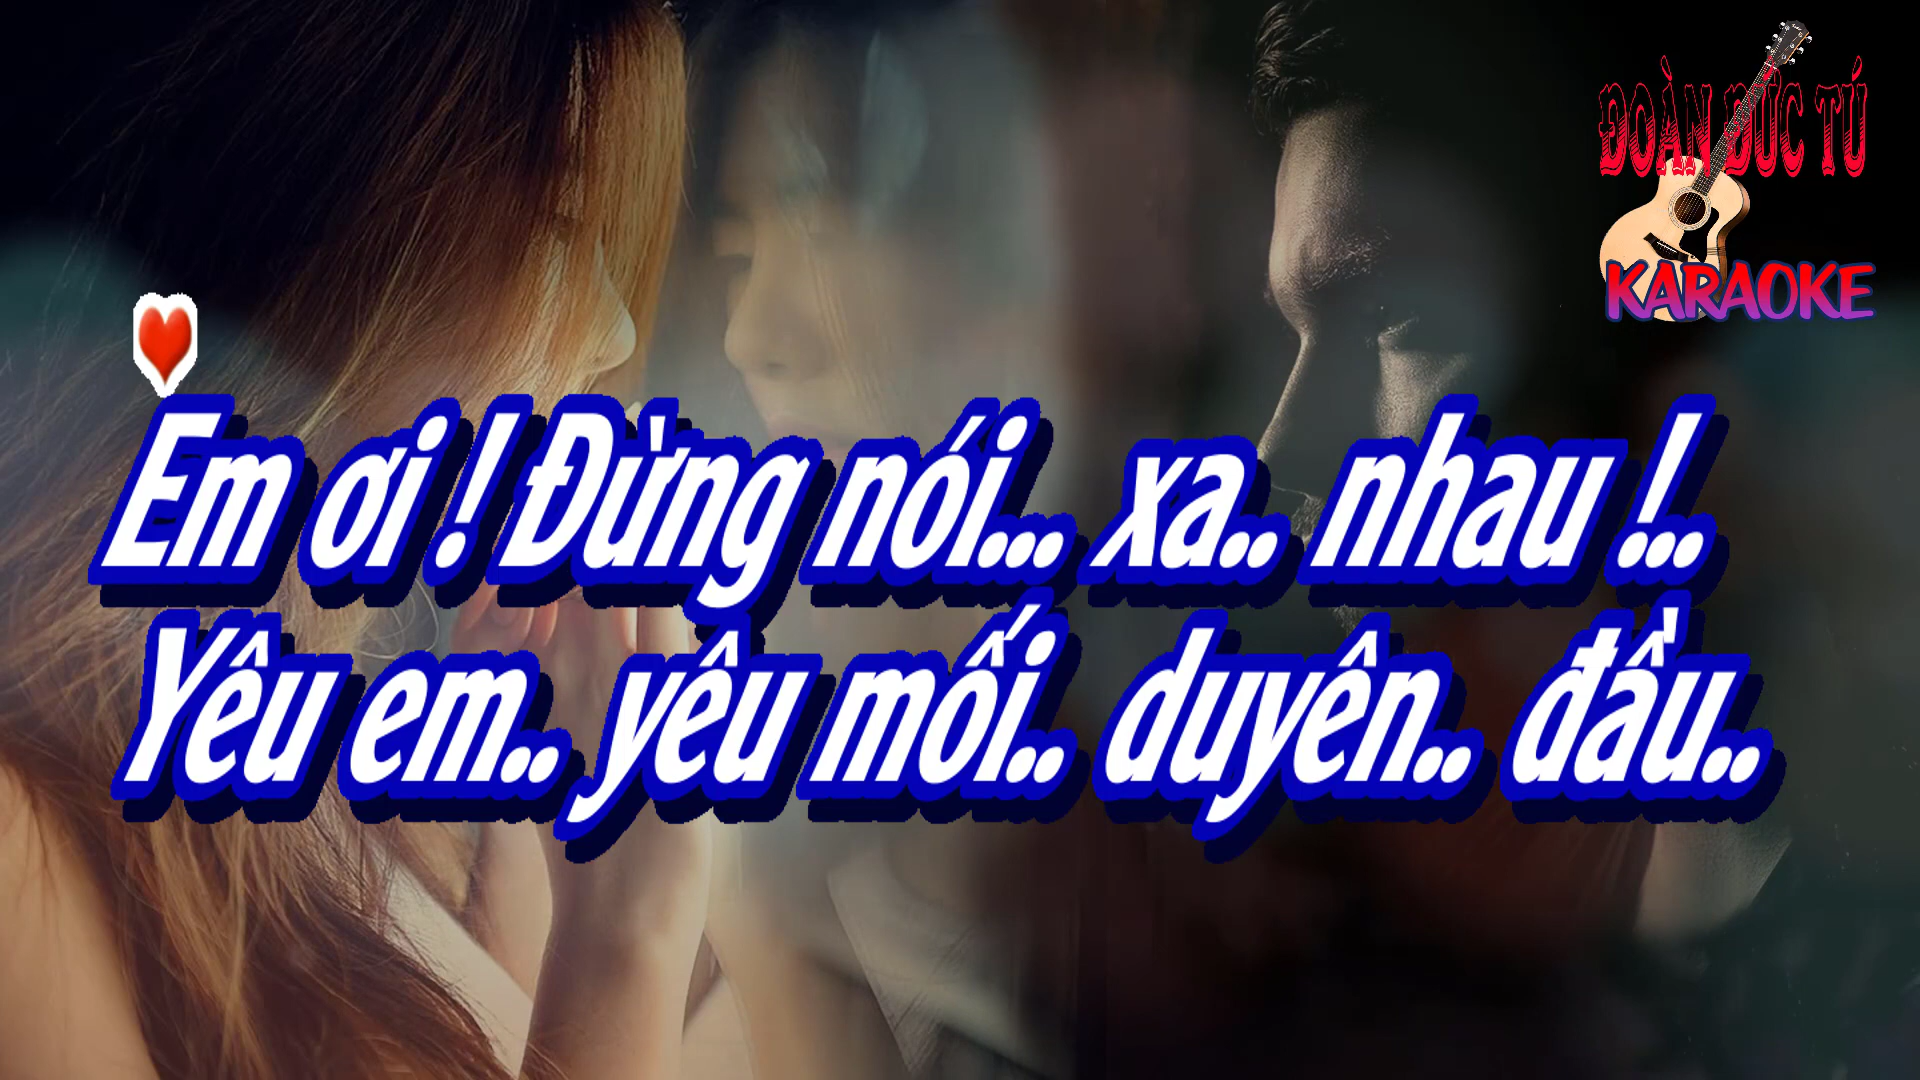 ĐOÀN ĐỨC TÚ
KARAOKE
Em ơi ! Đừng nói... xa.. nhau !..
Yêu em.. yêu mối.. duyên.. đầu..